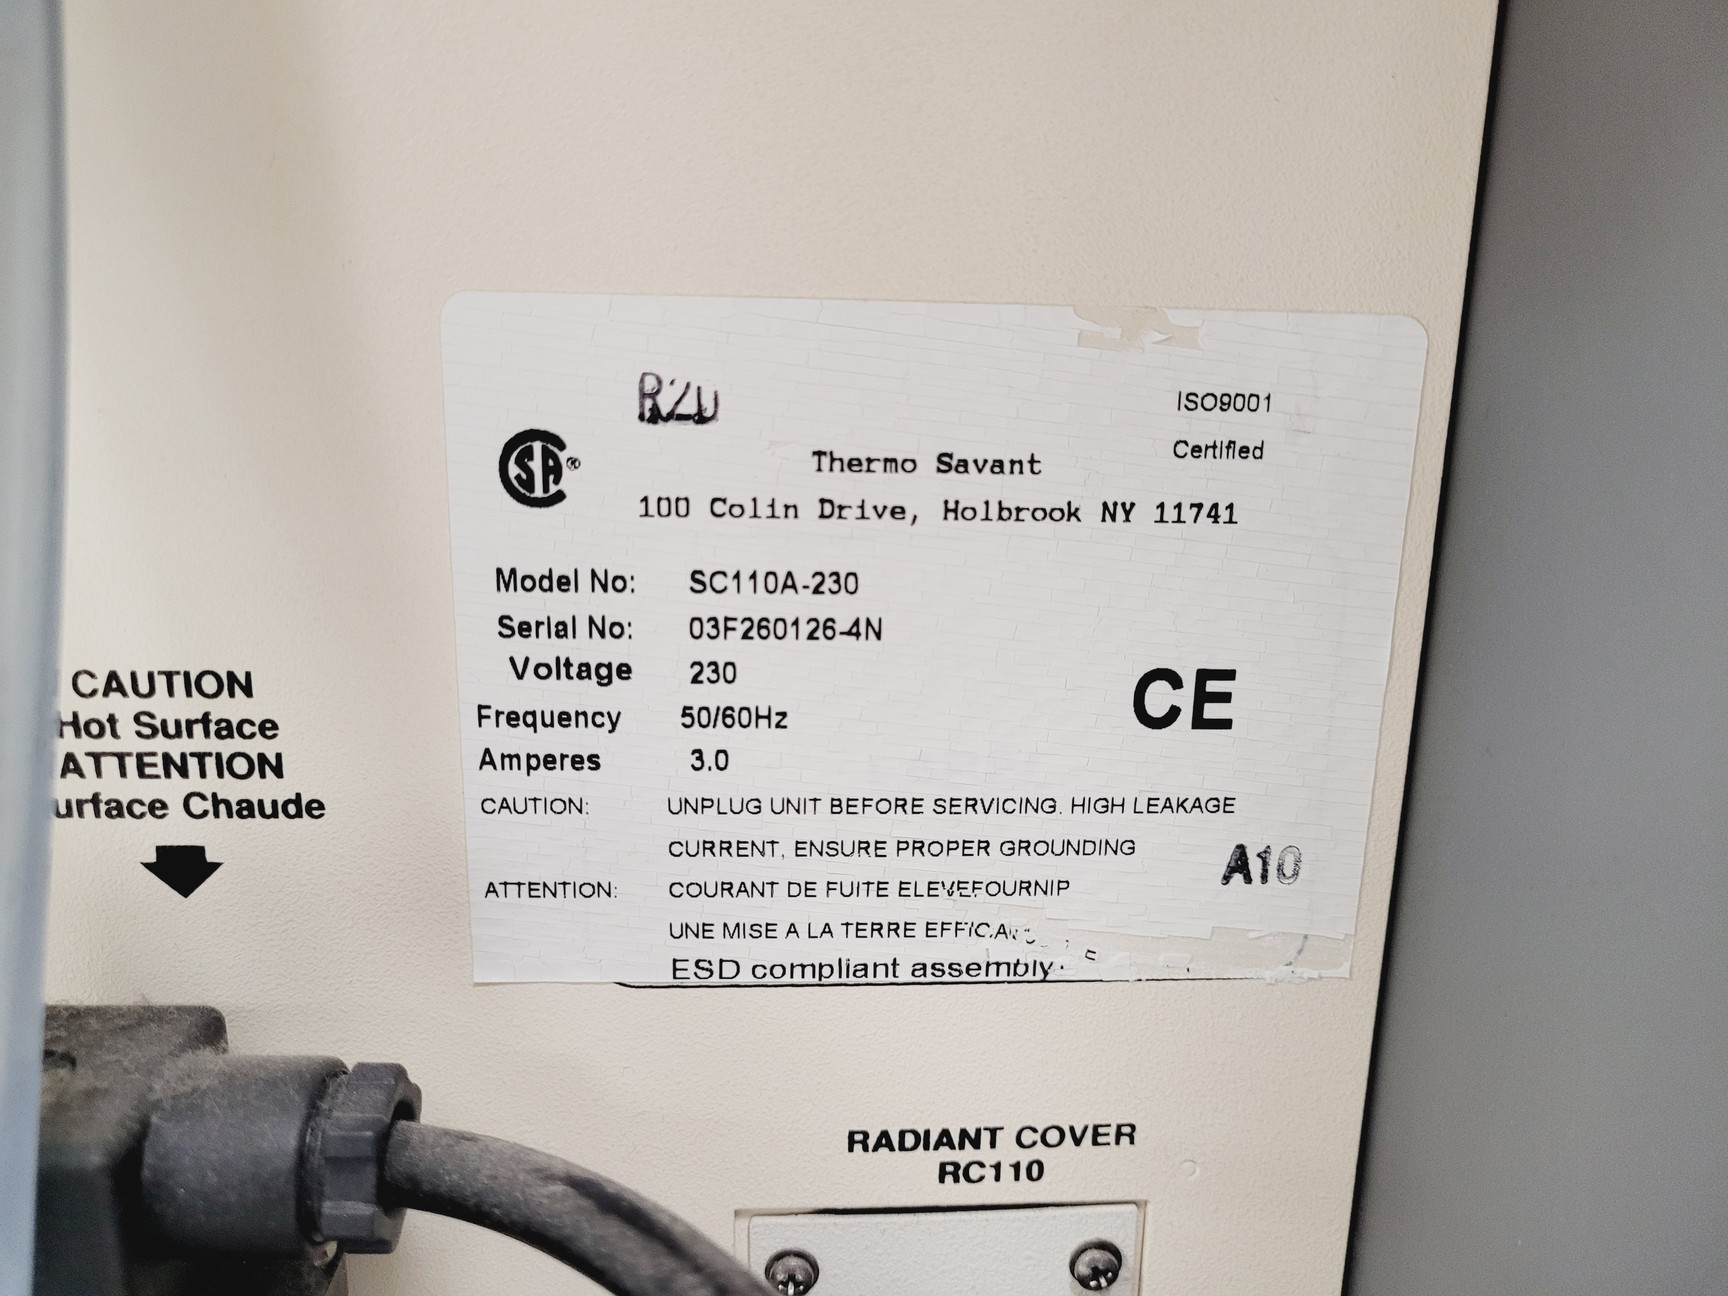 R20
ISO9001
Certified
SA®
Thermo Savant
100 Colin Drive, Holbrook NY 11741
Model No: SC110A-230
Serial No: 03F260126-4N
Voltage 230
Frequency 50/60Hz
Amperes 3.0
CE
CAUTION: UNPLUG UNIT BEFORE SERVICING. HIGH LEAKAGE
CURRENT, ENSURE PROPER GROUNDING
A10
ATTENTION: COURANT DE FUITE ELEVEFOURNIP
UNE MISE A LA TERRE
ESD compliant assembly.
CAUTION
Hot Surface
ATTENTION
urface Chaude
RADIANT COVER
RC110